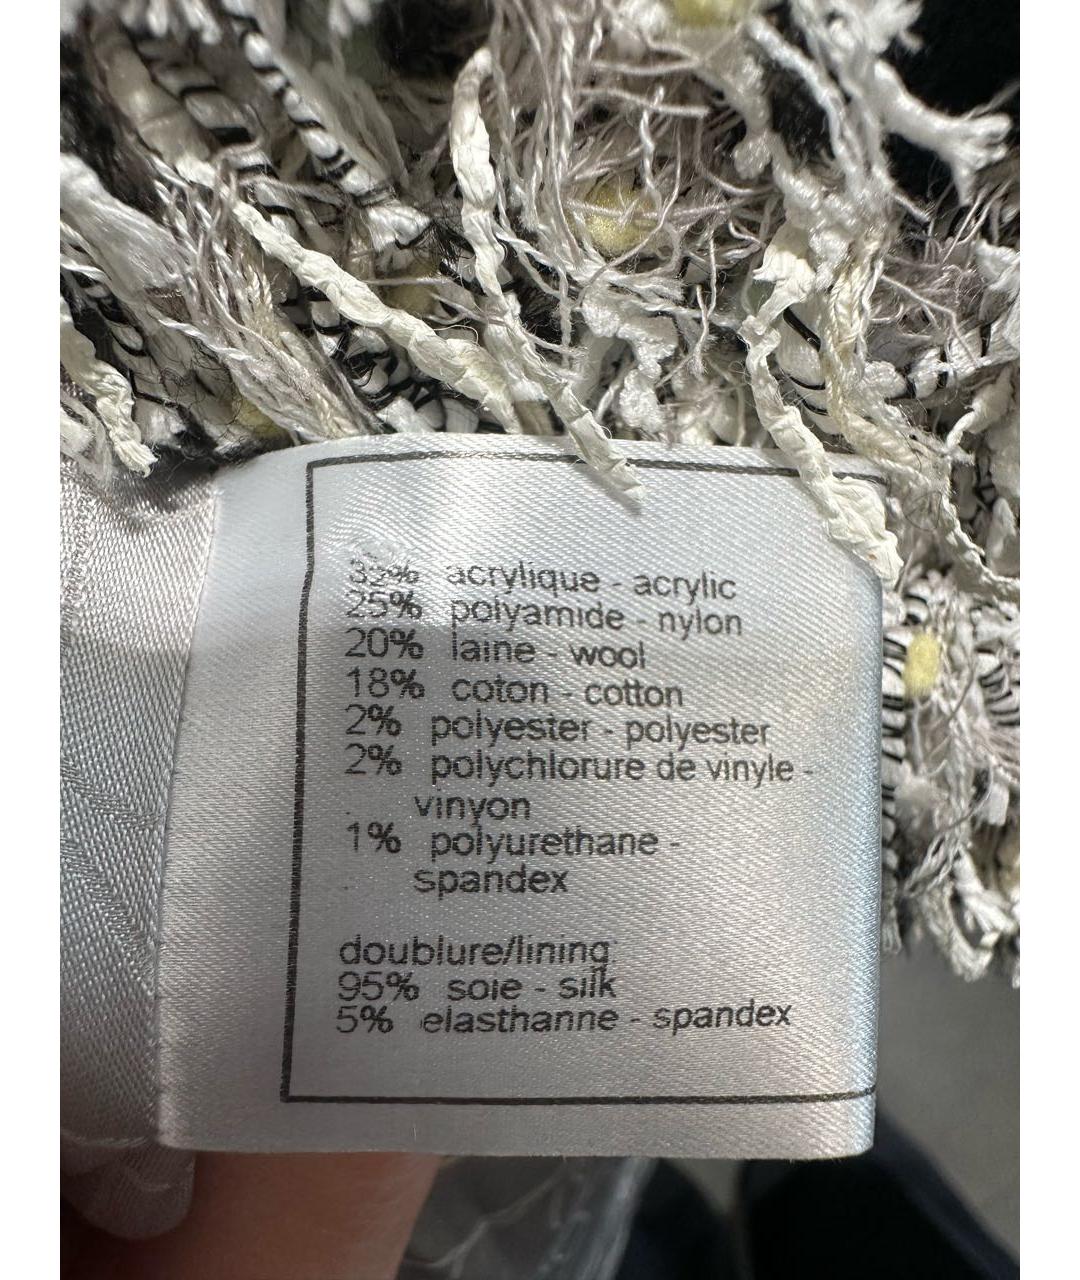 32% acrylique - acrylic
25% polyamide - nylon
20% laine - wool
18% coton - cotton
2% polyester - polyester
2% polychlorure de vinyle -
. vinyon
1% polyurethane -
. spandex
doublure/lining
95% soie - silk
5% elasthanne - spandex